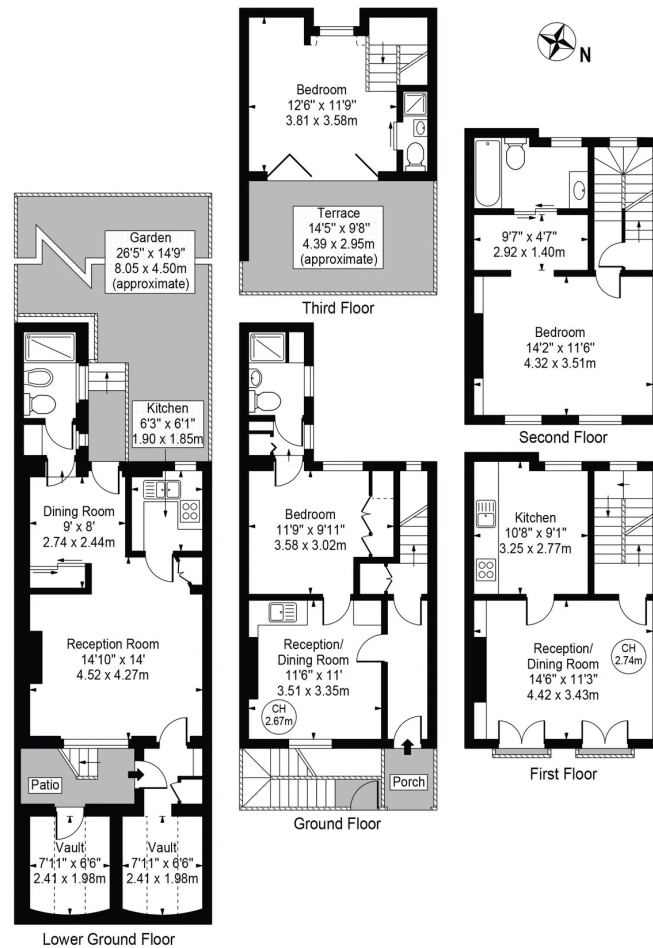 N
Bedroom
12'6" x 11'9"
3.81 x 3.58m
Terrace
14'5" x 9'8"
4.39 x 2.95m
(approximate)
Third Floor
9'7" x 4'7"
2.92 x 1.40m
Bedroom
14'2" x 11'6"
4.32 x 3.51m
Second Floor
Garden
26'5" x 14'9"
8.05 x 4.50m
(approximate)
Kitchen
6'3" x 6'1"
1.90 x 1.85m
Dining Room
9' x 8'
2.74 x 2.44m
Reception Room
14'10" x 14'
4.52 x 4.27m
Patio
Vault
7'11" x 6'6"
2.41 x 1.98m
Vault
7'11" x 6'6"
2.41 x 1.98m
Lower Ground Floor
Bedroom
11'9" x 9'11"
3.58 x 3.02m
Reception/
Dining Room
11'6" x 11'
3.51 x 3.35m
CH
2.67m
Porch
Ground Floor
Kitchen
10'8" x 9'1"
3.25 x 2.77m
Reception/
Dining Room
14'6" x 11'3"
4.42 x 3.43m
CH
2.74m
First Floor